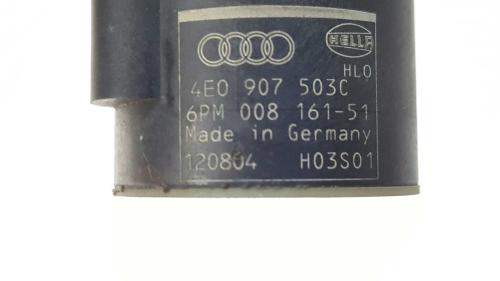 HELLA
HLO
4E0 907 503C
6PM 008 161-51
Made in Germany
120804 H03S01